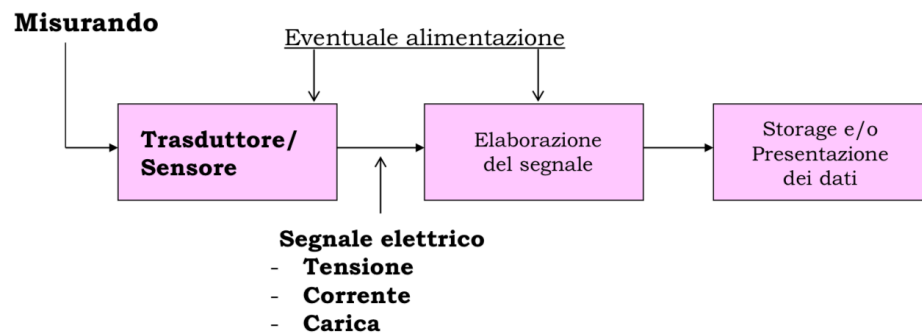 Misurando
Eventuale alimentazione
Trasduttore/
Sensore
Elaborazione
del segnale
Storage e/o
Presentazione
dei dati
Segnale elettrico
- Tensione
- Corrente
- Carica